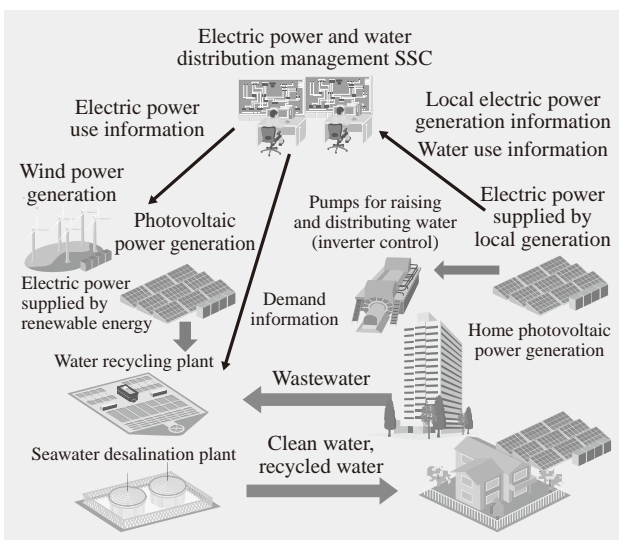 Electric power and water
distribution management SSC
Electric power
use information
Local electric power
generation information
Water use information
Wind power
generation
Photovoltaic
power generation
Pumps for raising
and distributing water
(inverter control)
Electric power
supplied by
local generation
Electric power
supplied by
renewable energy
Demand
information
Home photovoltaic
power generation
Water recycling plant
Wastewater
Seawater desalination plant
Clean water,
recycled water